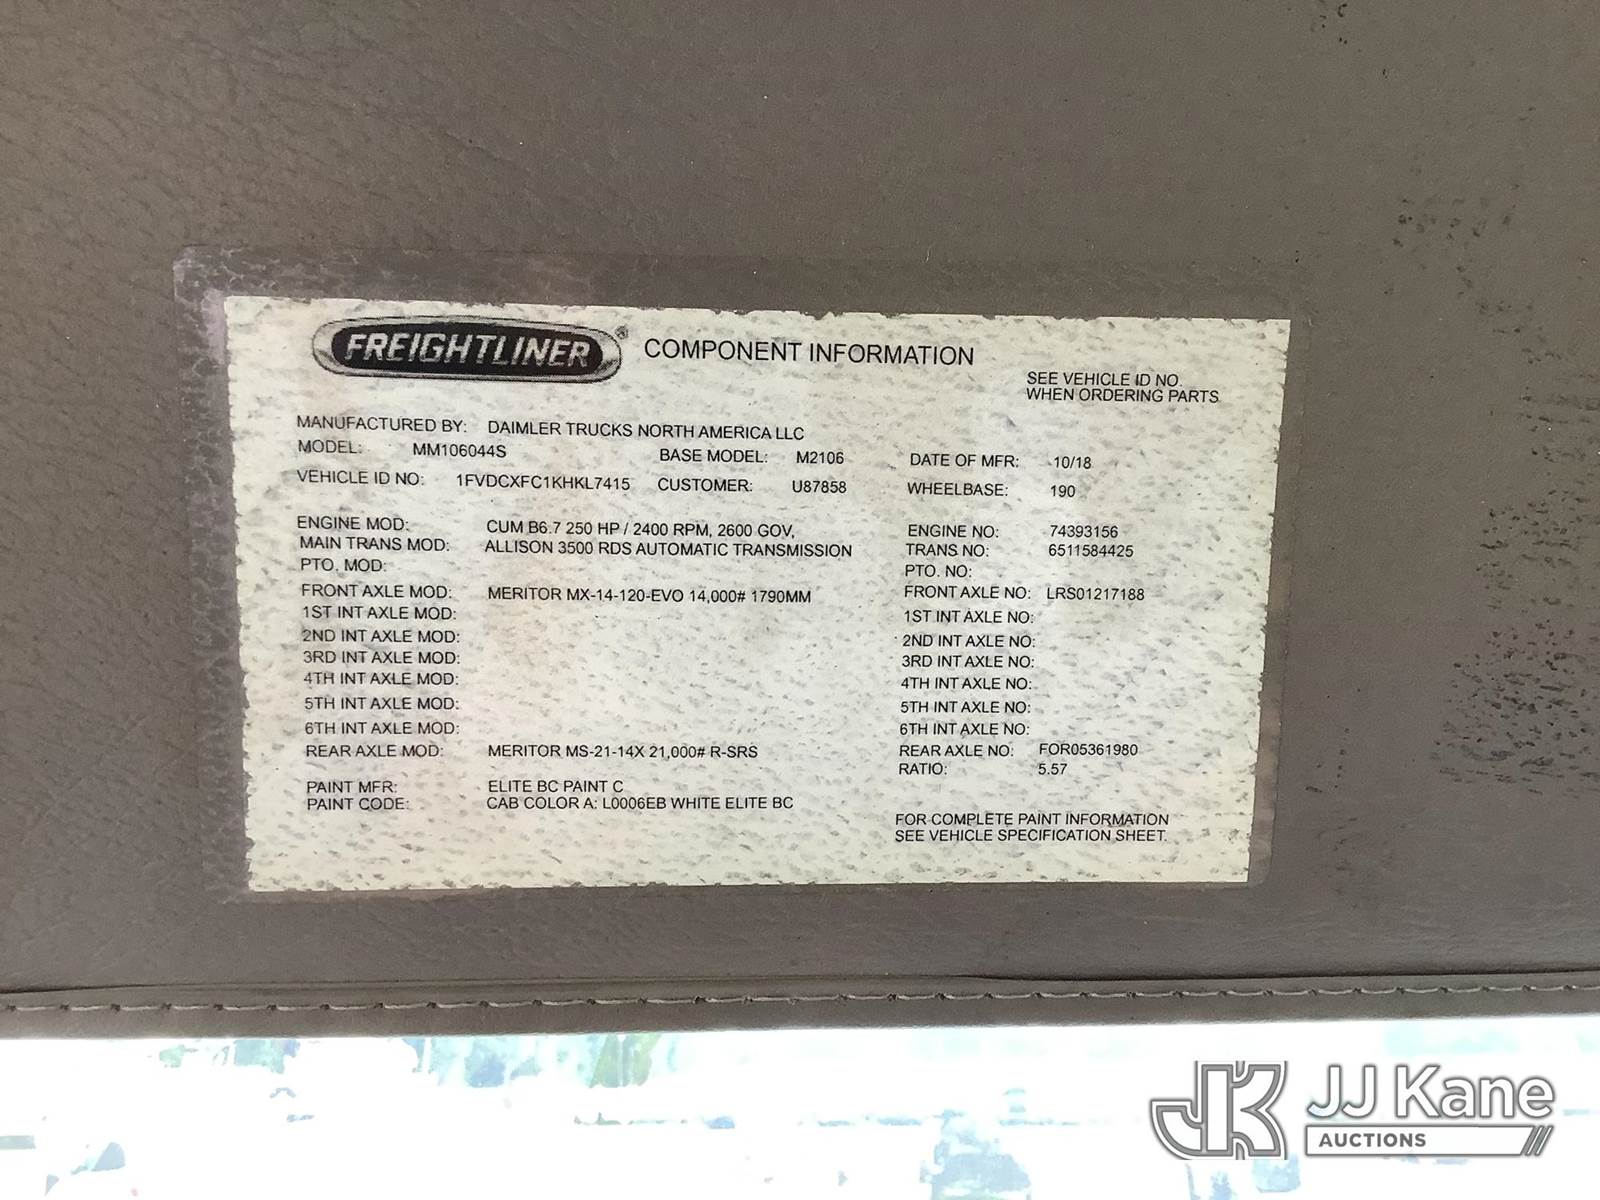 FREIGHTLINER® COMPONENT INFORMATION
SEE VEHICLE ID NO.
WHEN ORDERING PARTS
MANUFACTURED BY: DAIMLER TRUCKS NORTH AMERICA LLC
MODEL: MM106044S BASE MODEL: M2106 DATE OF MFR: 10/18
VEHICLE ID NO: 1FVDCXFC1KHKL7415 CUSTOMER: U87858 WHEELBASE: 190
ENGINE MOD: CUM B6.7 250 HP / 2400 RPM, 2600 GOV, ENGINE NO: 74393156
MAIN TRANS MOD: ALLISON 3500 RDS AUTOMATIC TRANSMISSION TRANS NO: 6511584425
PTO. MOD: PTO. NO:
FRONT AXLE MOD: MERITOR MX-14-120-EVO 14,000# 1790MM FRONT AXLE NO: LRS01217188
1ST INT AXLE MOD: 1ST INT AXLE NO:
2ND INT AXLE MOD: 2ND INT AXLE NO:
3RD INT AXLE MOD: 3RD INT AXLE NO:
4TH INT AXLE MOD: 4TH INT AXLE NO:
5TH INT AXLE MOD: 5TH INT AXLE NO:
6TH INT AXLE MOD: 6TH INT AXLE NO:
REAR AXLE MOD: MERITOR MS-21-14X 21,000# R-SRS REAR AXLE NO: FOR05361980
RATIO: 5.57
PAINT MFR: ELITE BC PAINT C
PAINT CODE: CAB COLOR A: L0006EB WHITE ELITE BC
FOR COMPLETE PAINT INFORMATION
SEE VEHICLE SPECIFICATION SHEET.
JK JJ Kane
AUCTIONS